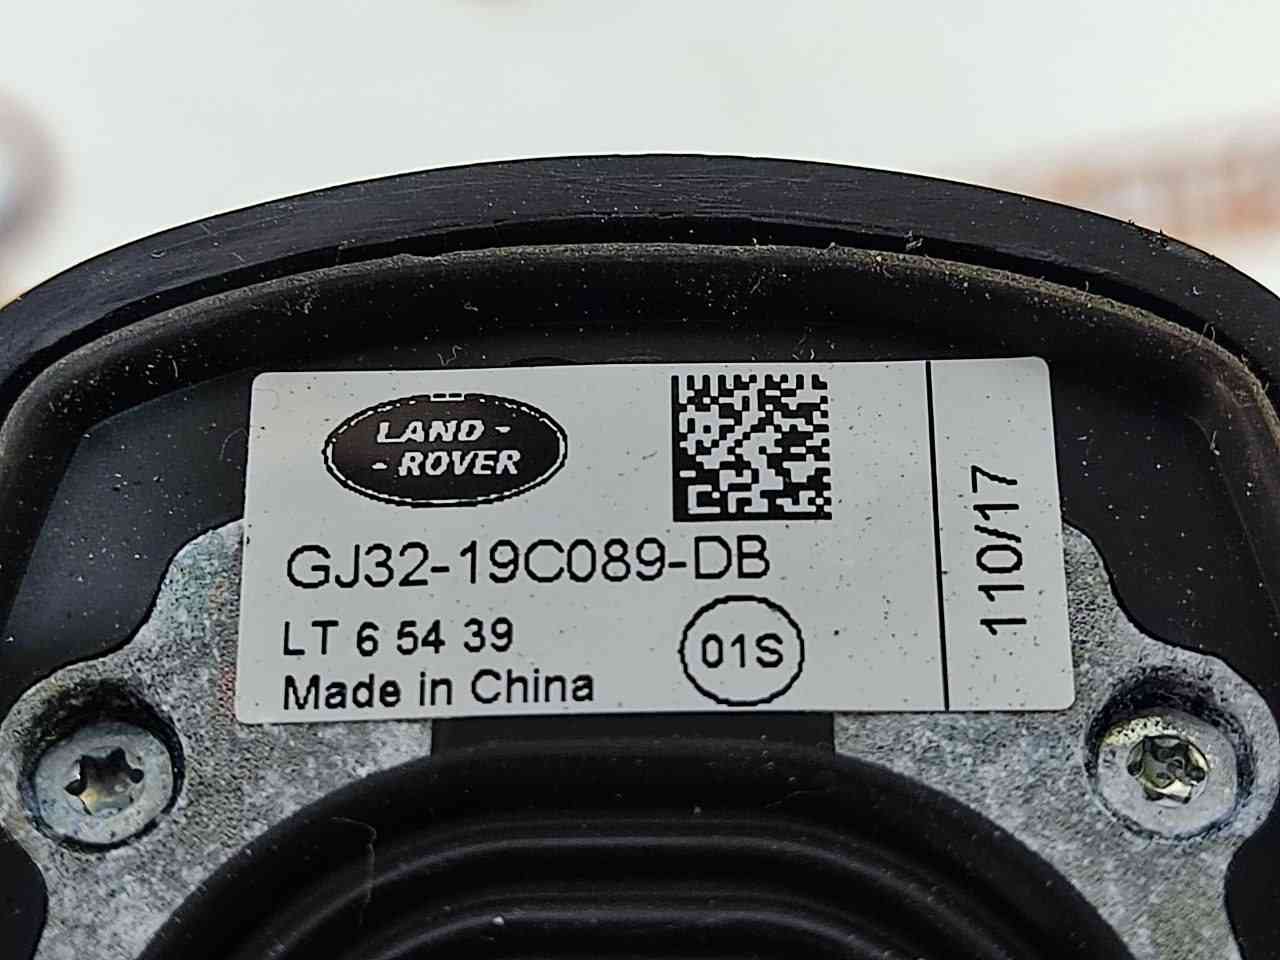 LAND -
- ROVER
GJ32-19C089-DB
LT 6 54 39
01S
Made in China
110/17